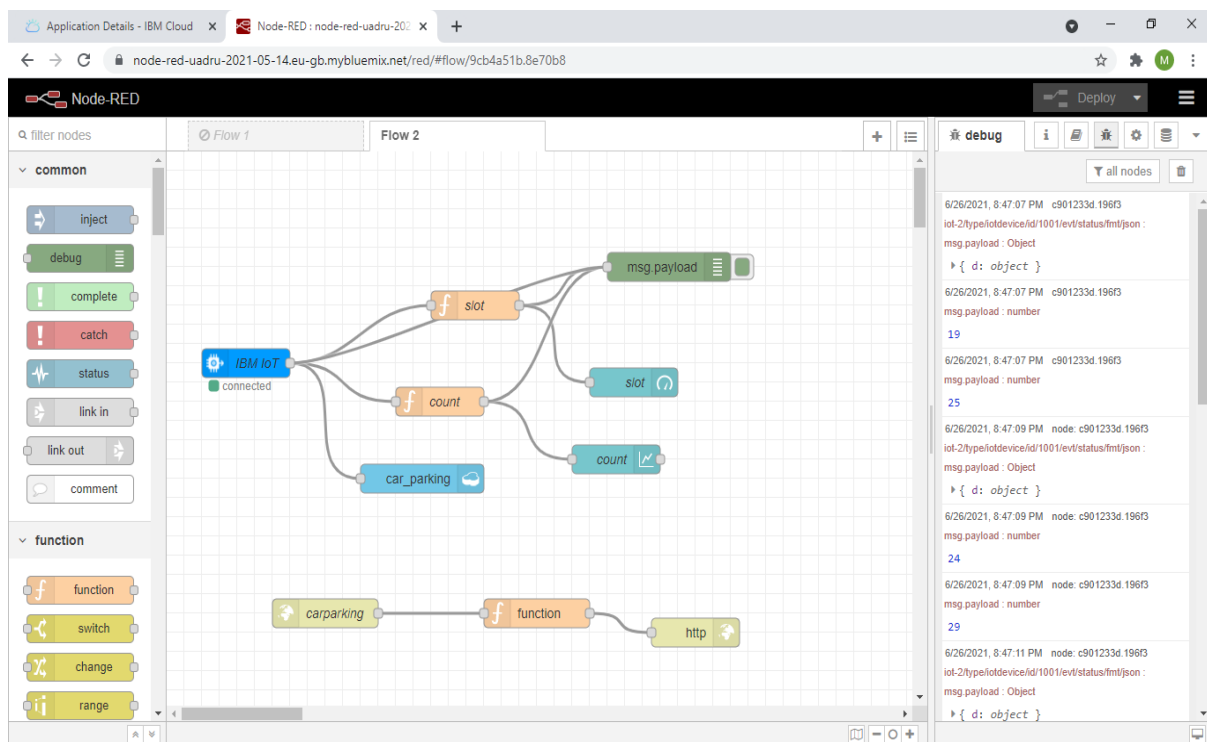 Application Details - IBM Cloud
Node-RED : node-red-uadru-202
node-red-uadru-2021-05-14.eu-gb.mybluemix.net/red/#flow/9cb4a51b.8e70b8
M
Node-RED
Deploy
filter nodes
Flow 1
Flow 2
debug
i
all nodes
common
inject
debug
complete
catch
status
link in
link out
comment
function
f function
switch
change
range
msg.payload
f slot
IBM IoT
connected
slot
f count
count
car_parking
carparking
f function
http
6/26/2021, 8:47:07 PM c901233d.196f3
iot-2/type/iotdevice/id/1001/evt/status/fmt/json :
msg.payload : Object
{ d: object }
6/26/2021, 8:47:07 PM c901233d.196f3
msg.payload : number
19
6/26/2021, 8:47:07 PM c901233d.196f3
msg.payload : number
25
6/26/2021, 8:47:09 PM node: c901233d.196f3
iot-2/type/iotdevice/id/1001/evt/status/fmt/json :
msg.payload : Object
{ d: object }
6/26/2021, 8:47:09 PM node: c901233d.196f3
msg.payload : number
24
6/26/2021, 8:47:09 PM node: c901233d.196f3
msg.payload : number
29
6/26/2021, 8:47:11 PM node: c901233d.196f3
iot-2/type/iotdevice/id/1001/evt/status/fmt/json :
msg.payload : Object
{ d: object }